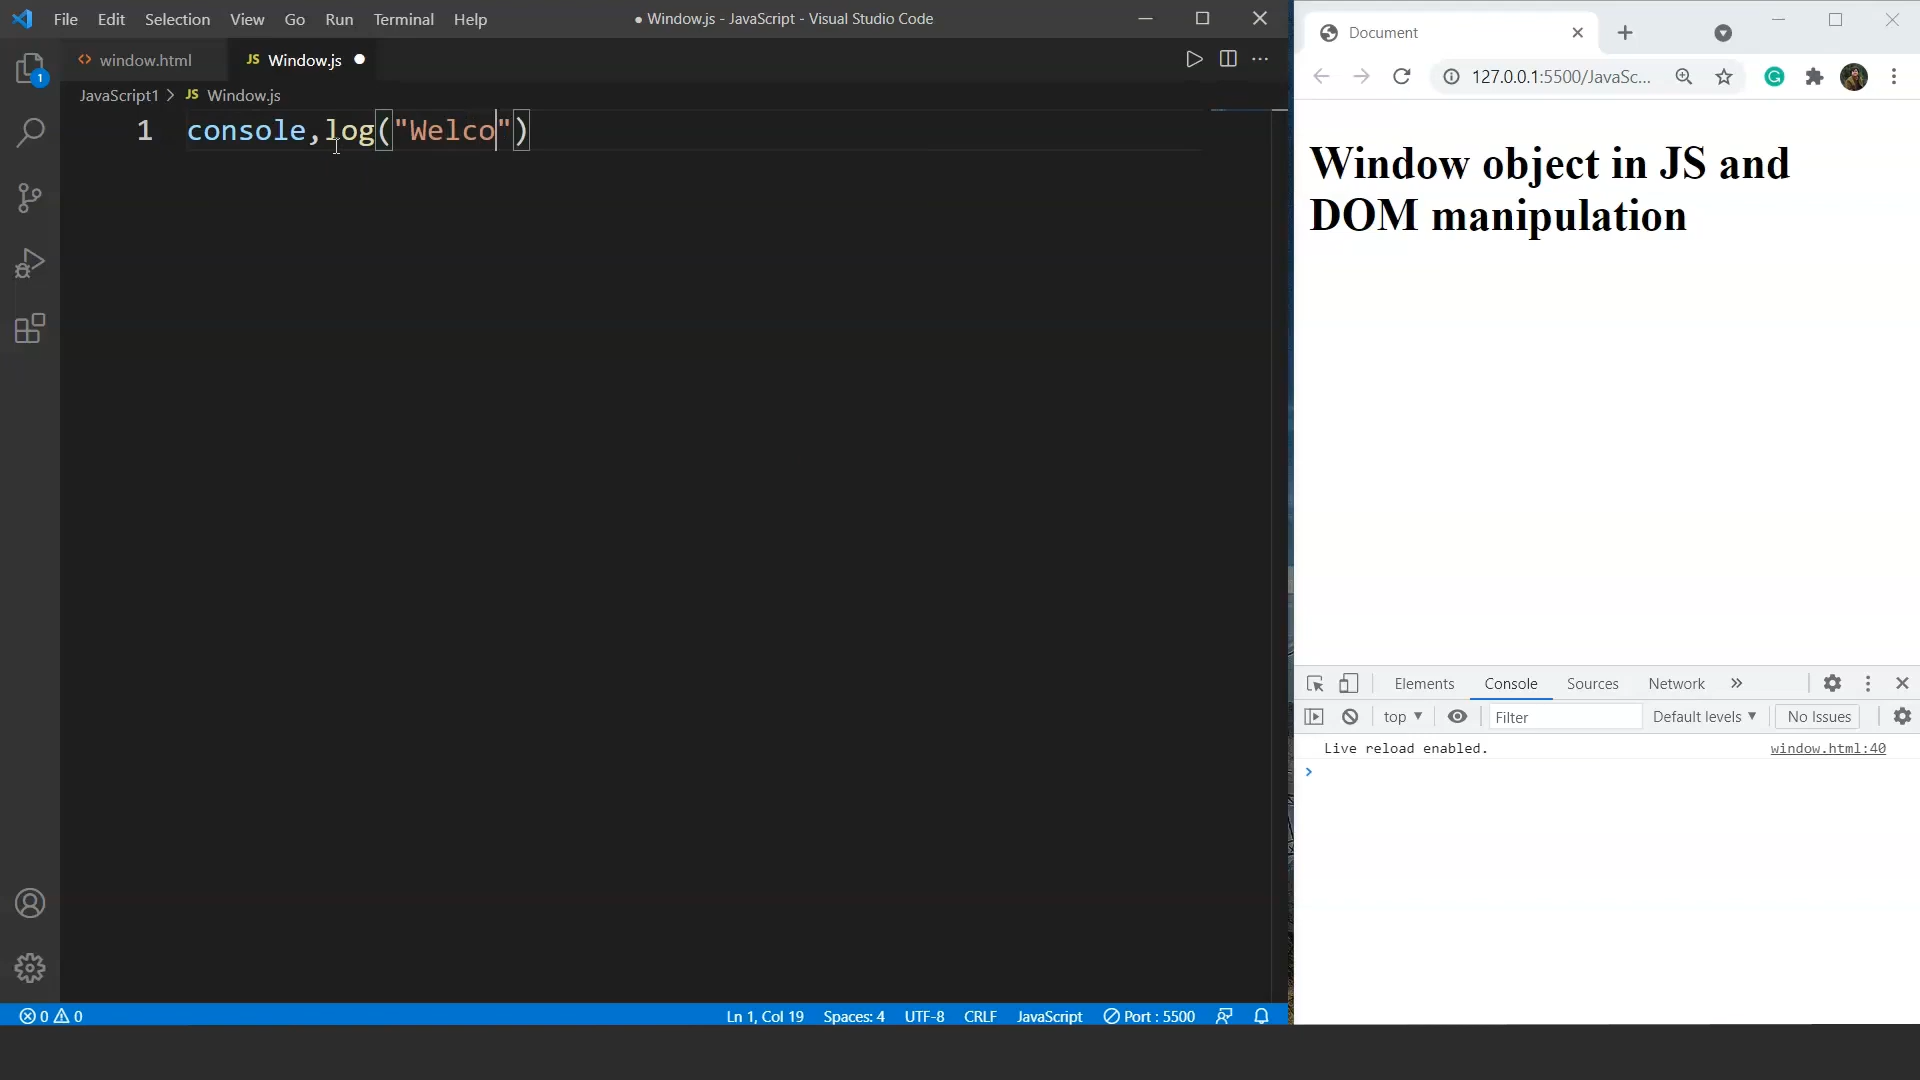 File Edit Selection View Go Run Terminal Help
● Window.js - JavaScript - Visual Studio Code
window.html
JS Window.js
JavaScript1 > JS Window.js
1 console,log("Welco")
1
0 0
Ln 1, Col 19 Spaces: 4 UTF-8 CRLF JavaScript Port : 5500
Document
127.0.0.1:5500/JavaSc...
Window object in JS and
DOM manipulation
Elements Console Sources Network »
top Filter Default levels No Issues
Live reload enabled. window.html:40